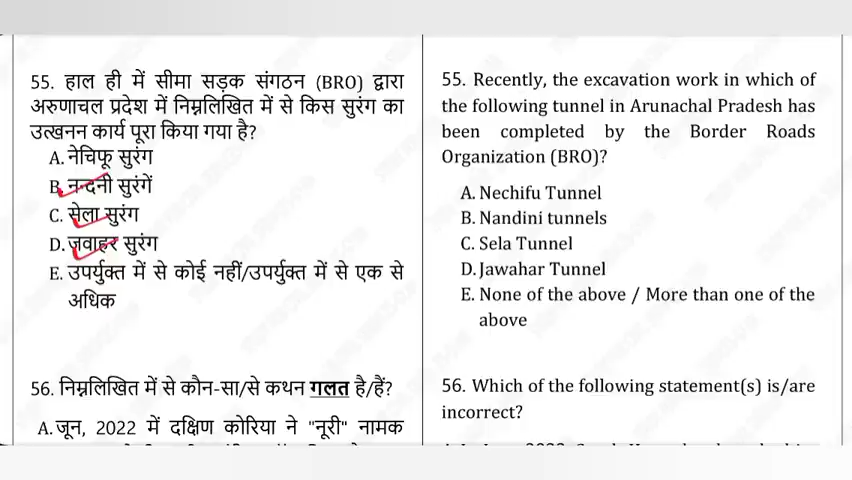 55. हाल ही में सीमा सड़क संगठन (BRO) द्वारा
अरुणाचल प्रदेश में निम्नलिखित में से किस सुरंग का
उत्खनन कार्य पूरा किया गया है?
A. नेचिफू सुरंग
B. नन्दनी सुरंगें
C. सेला सुरंग
D. जवाहर सुरंग
E. उपर्युक्त में से कोई नहीं/उपर्युक्त में से एक से
अधिक
56. निम्नलिखित में से कौन-सा/से कथन गलत है/हैं?
A. जून, 2022 में दक्षिण कोरिया ने "नूरी" नामक
55. Recently, the excavation work in which of
the following tunnel in Arunachal Pradesh has
been completed by the Border Roads
Organization (BRO)?
A. Nechifu Tunnel
B. Nandini tunnels
C. Sela Tunnel
D. Jawahar Tunnel
E. None of the above / More than one of the
above
56. Which of the following statement(s) is/are
incorrect?